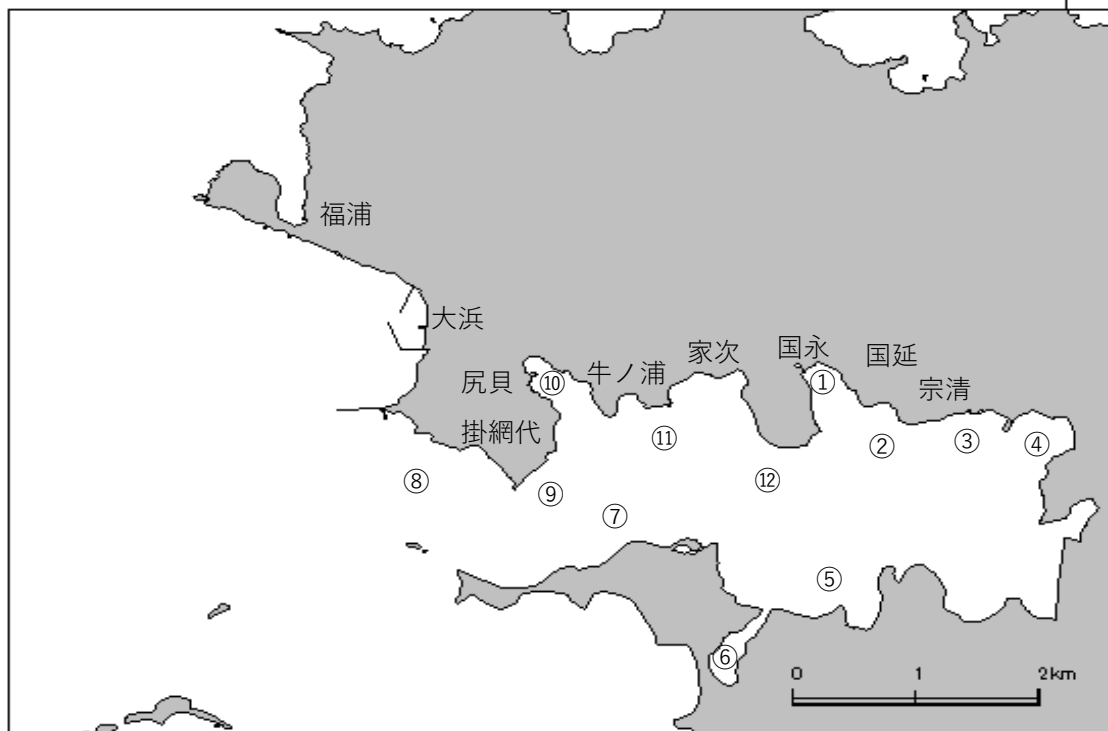 福浦
大浜
国永
国延
家次
牛ノ浦
尻貝
宗清
⑩
①
掛網代
⑪
②
③
④
⑧
⑨
⑫
⑦
⑤
⑥
0 1 2km